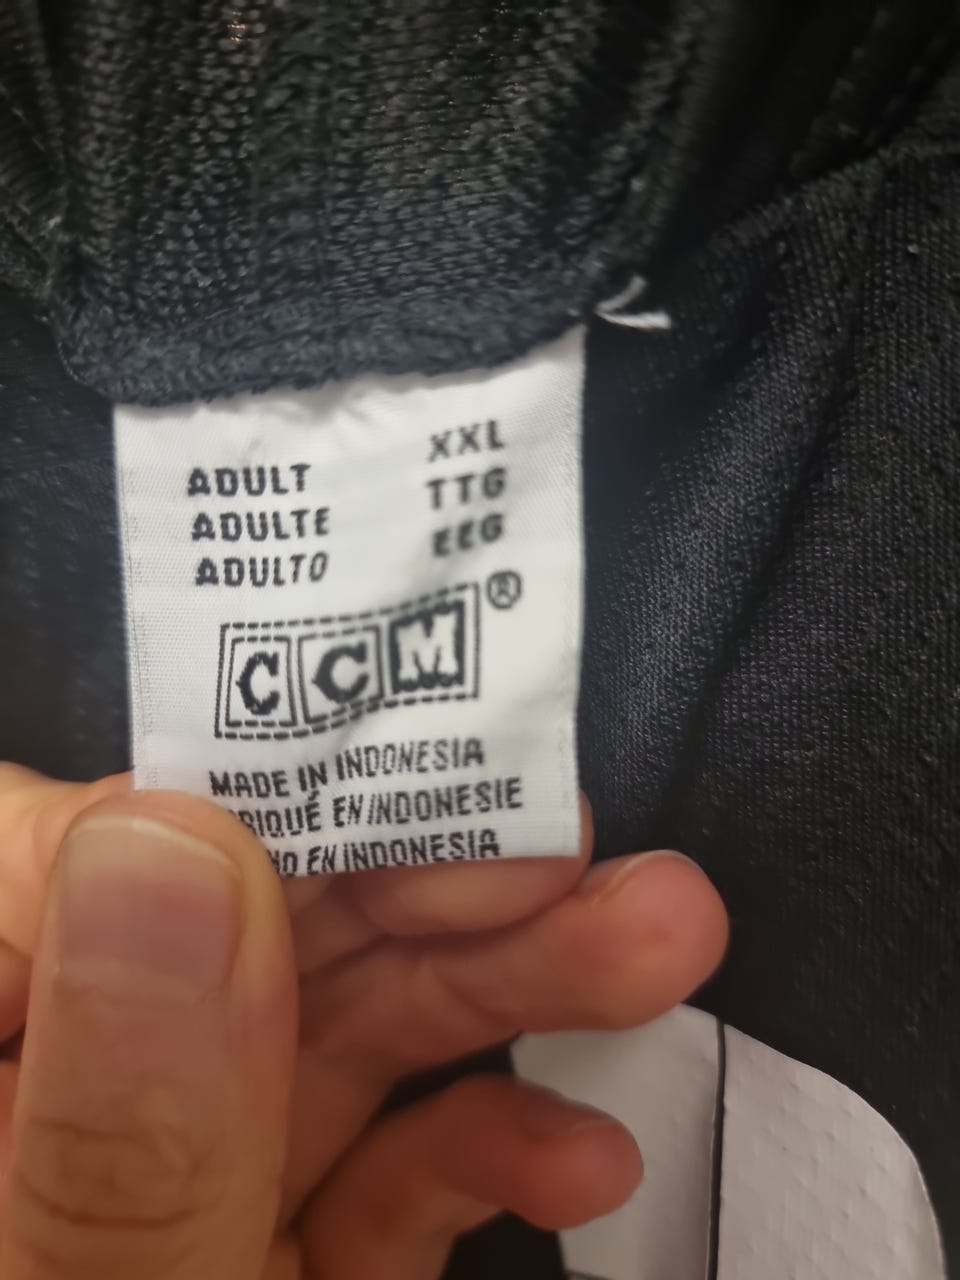 ADULT XXL
ADULTE TTG
ADULTO EEG
CCM®
MADE IN INDONESIA
EN INDONESIE
EN INDONESIA